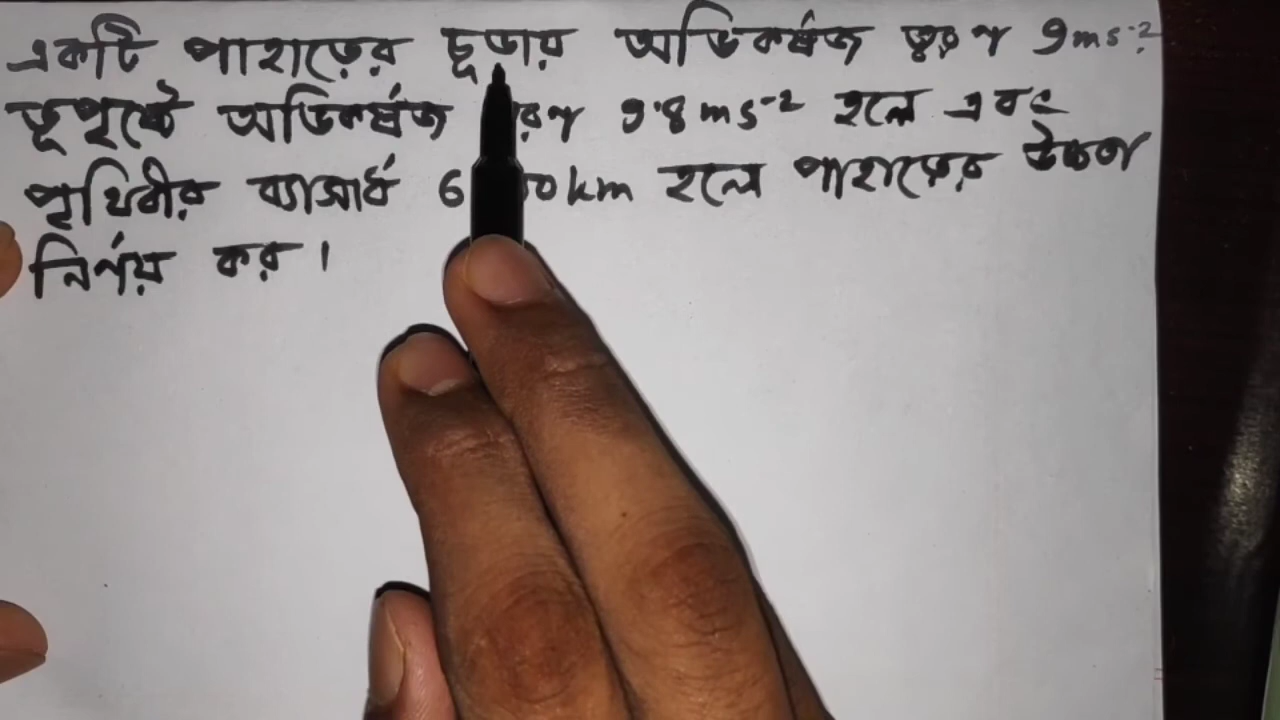 একটি পাহাড়ের চূড়ায় অভিকর্ষজ ত্বরণ 9ms⁻².
ভূপৃষ্ঠে অভিকর্ষজ 9.8ms⁻² হলে এবং
পৃথিবীর ব্যাসার্ধ km হলে পাহাড়ের উচ্চতা
নির্ণয় কর।